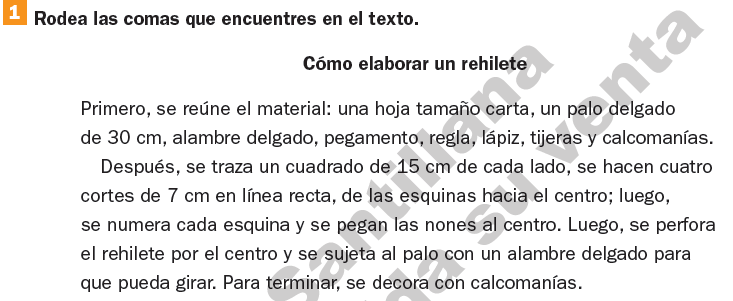 1 Rodea las comas que encuentres en el texto.
Cómo elaborar un rehilete
Primero, se reúne el material: una hoja tamaño carta, un palo delgado
de 30 cm, alambre delgado, pegamento, regla, lápiz, tijeras y calcomanías.
Después, se traza un cuadrado de 15 cm de cada lado, se hacen cuatro
cortes de 7 cm en línea recta, de las esquinas hacia el centro; luego,
se numera cada esquina y se pegan las nones al centro. Luego, se perfora
el rehilete por el centro y se sujeta al palo con un alambre delgado para
que pueda girar. Para terminar, se decora con calcomanías.
Santillana
su venta